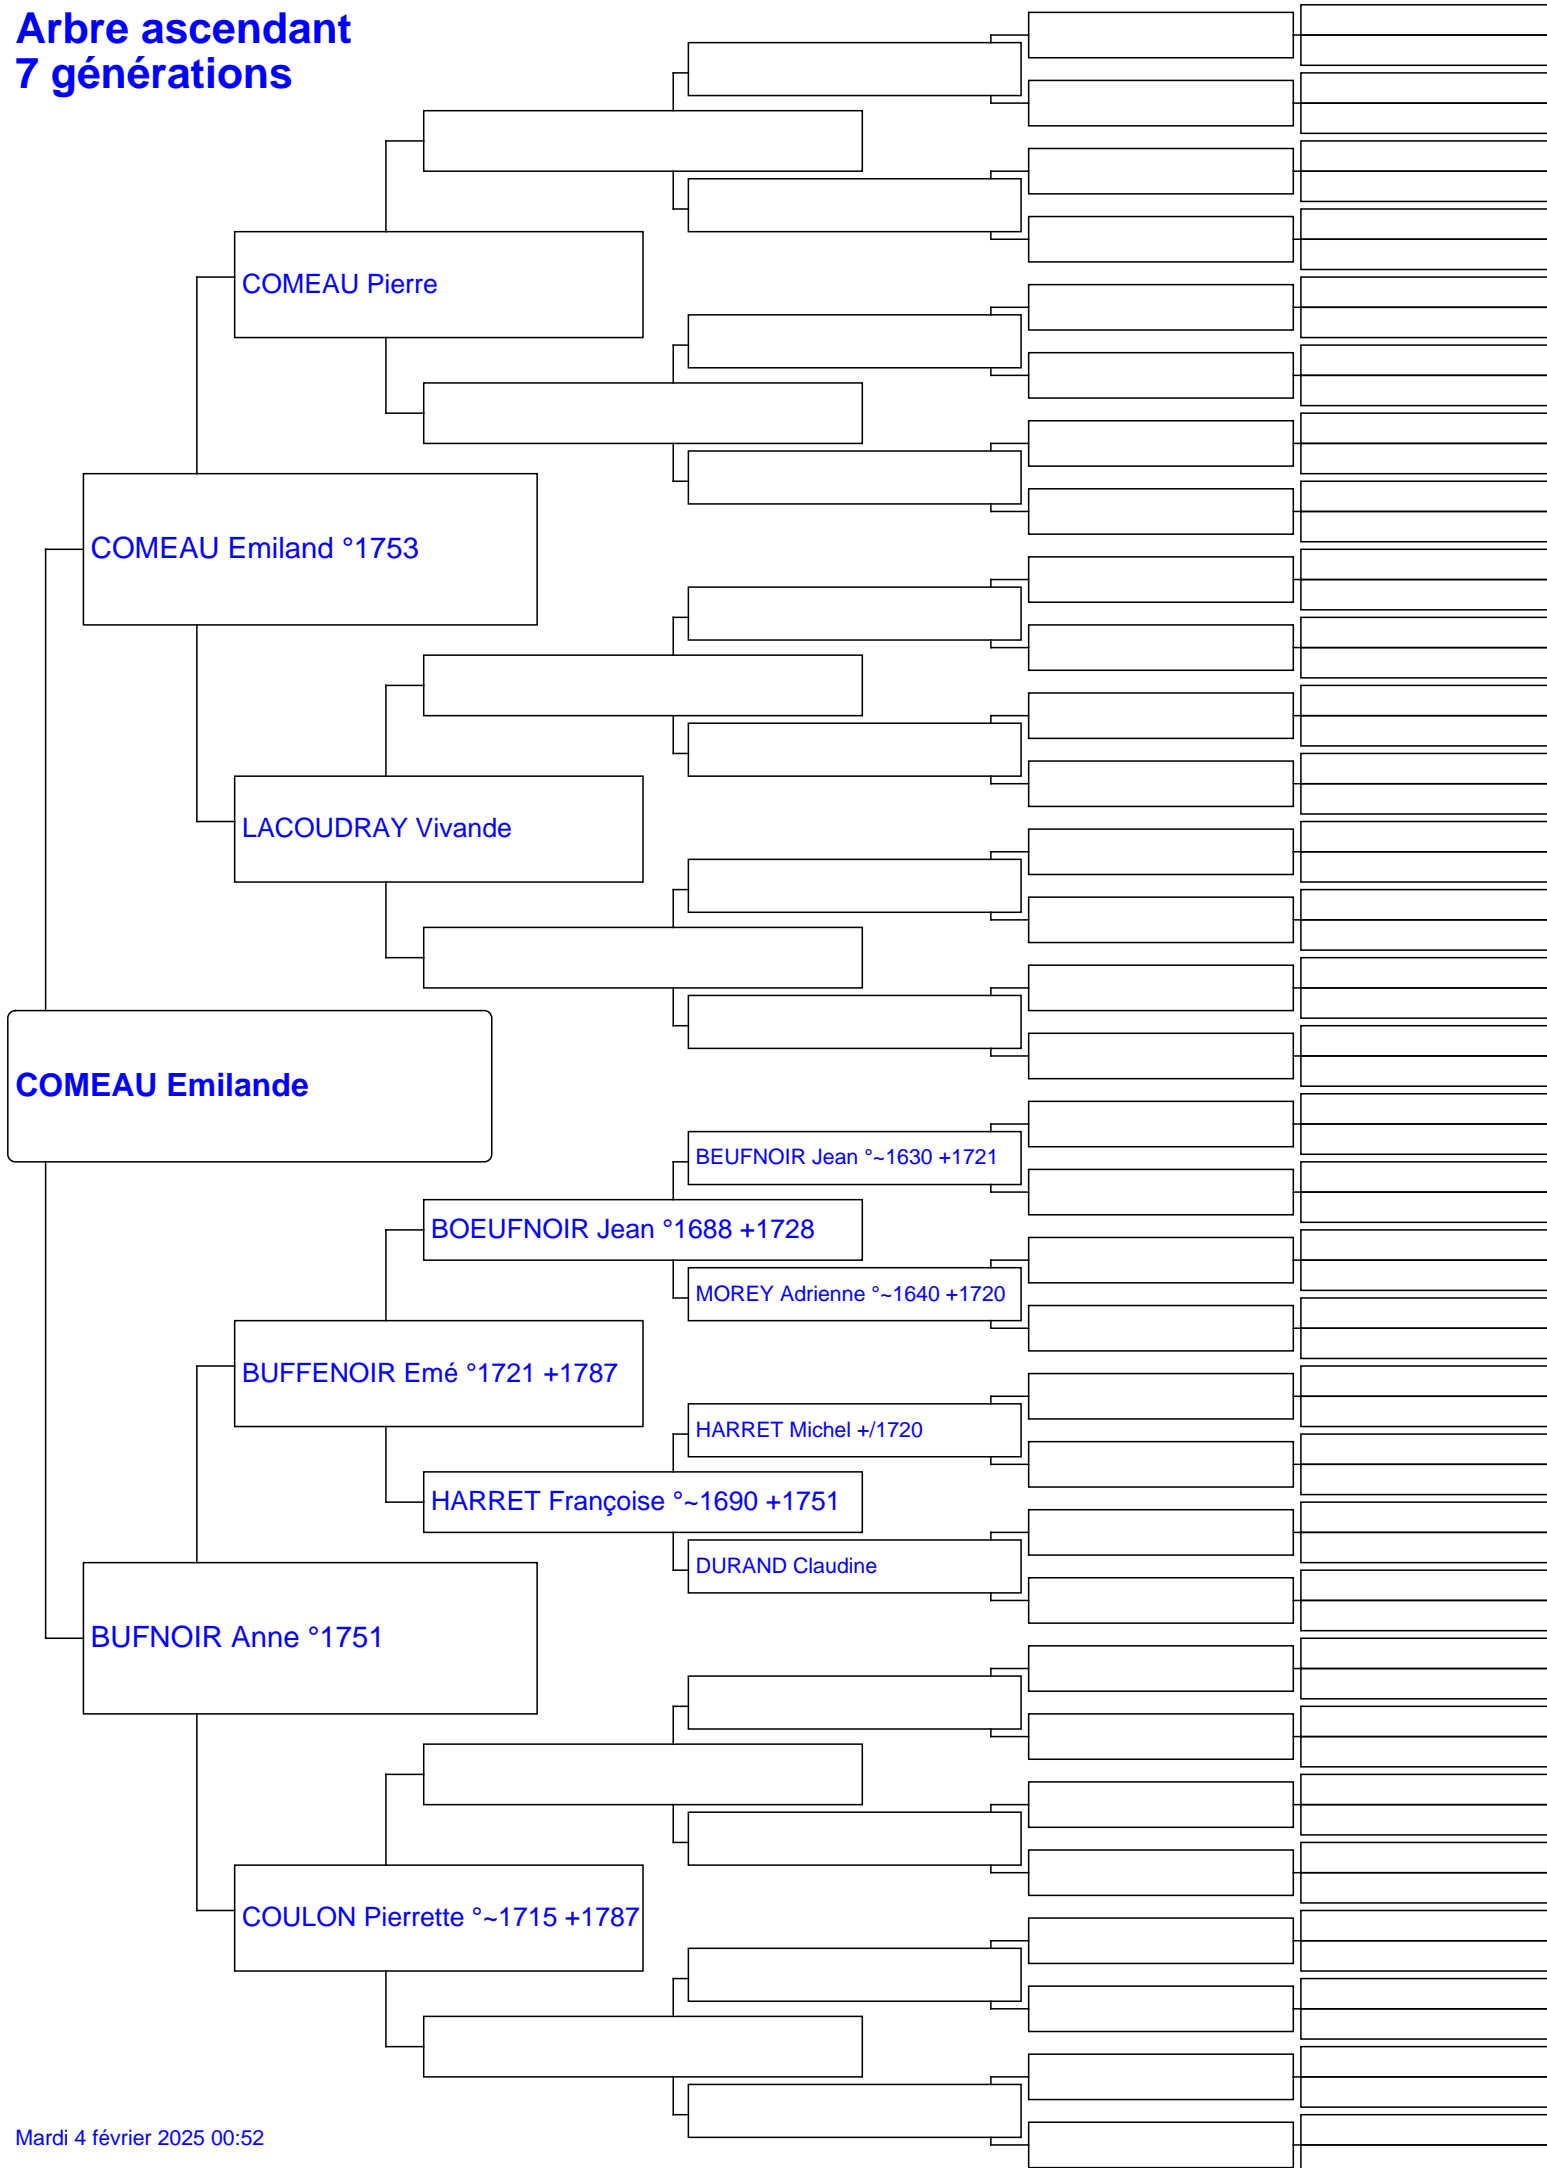 Arbre ascendant
7 générations
COMEAU Pierre
COMEAU Emiland °1753
LACOUDRAY Vivande
COMEAU Emilande
BEUFNOIR Jean °~1630 +1721
BOEUFNOIR Jean °1688 +1728
MOREY Adrienne °~1640 +1720
BUFFENOIR Emé °1721 +1787
HARRET Michel +/1720
HARRET Françoise °~1690 +1751
DURAND Claudine
BUFNOIR Anne °1751
COULON Pierrette °~1715 +1787
Mardi 4 février 2025 00:52